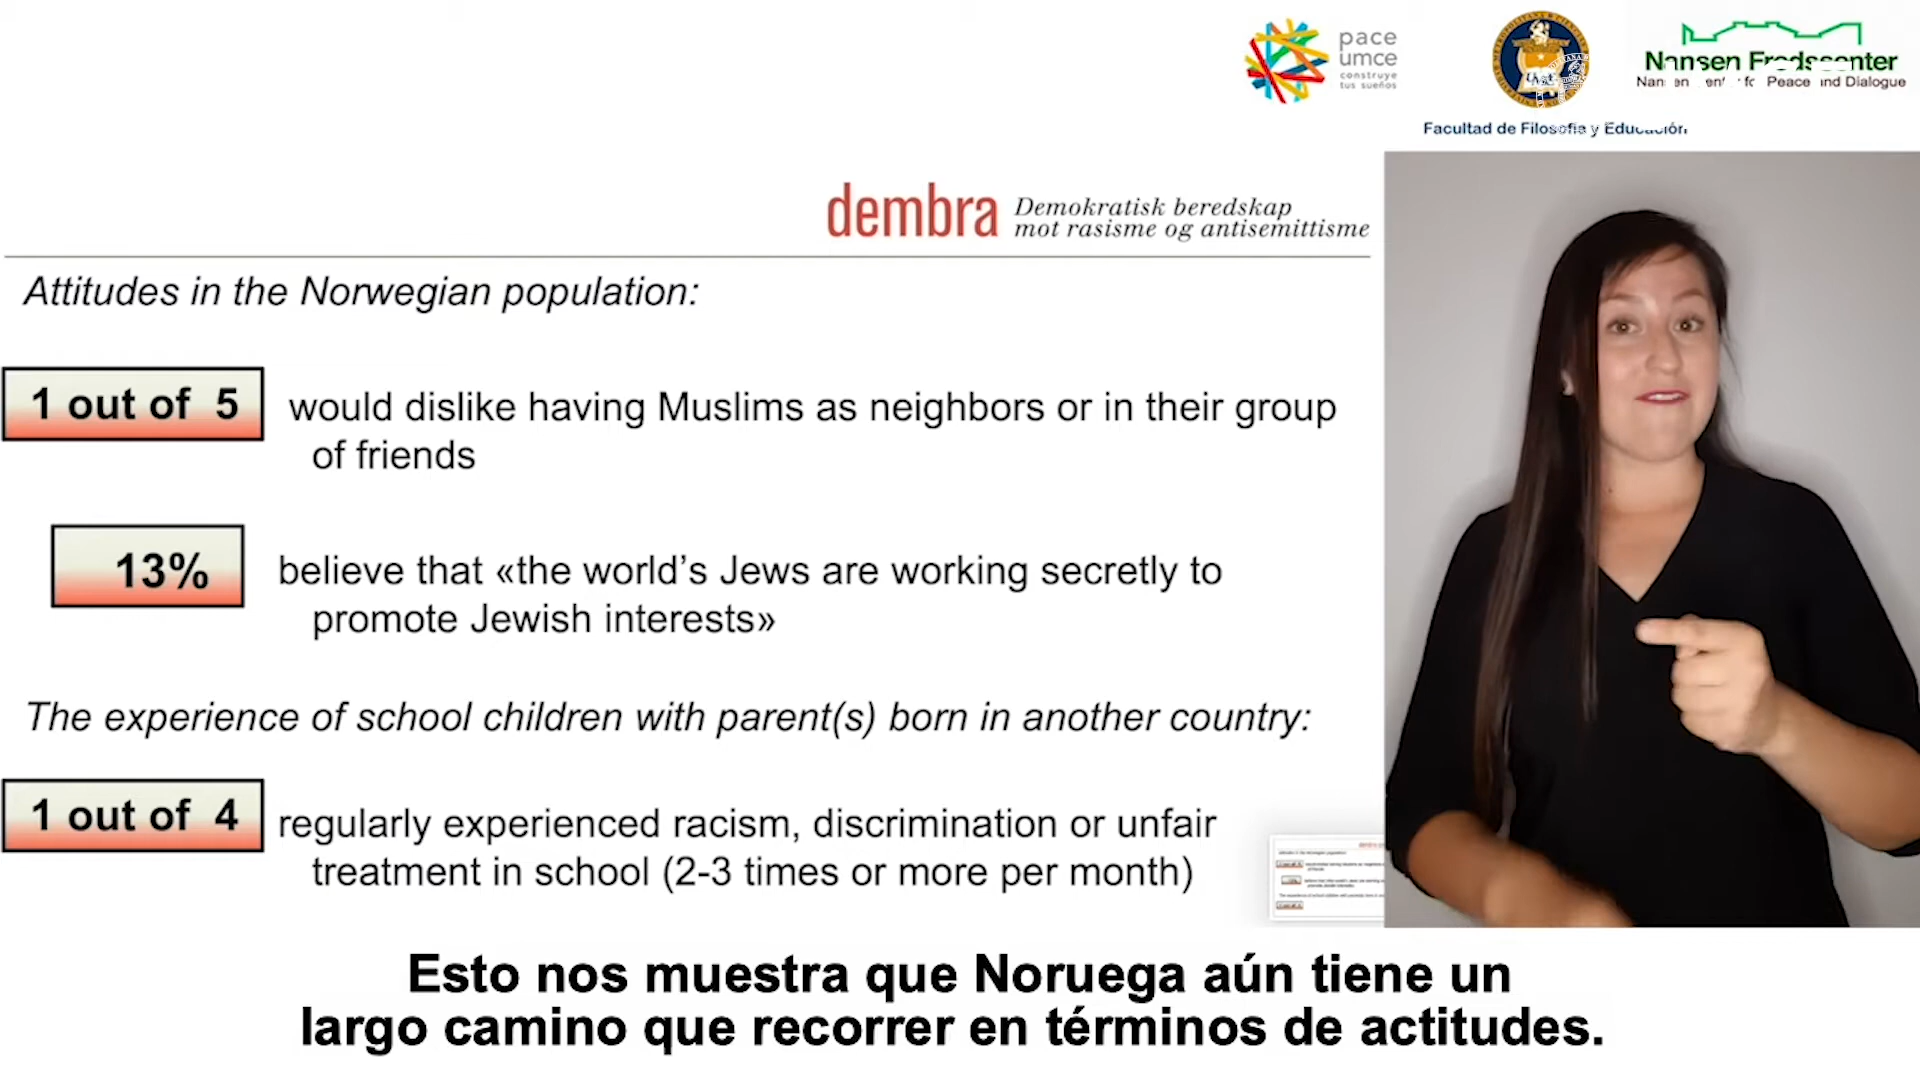 pace
umce
construye
tus sueños
Nansen Fredssenter
Peace and Dialogue
Facultad de Filosofía y Educación
dembra
Demokratisk beredskap
mot rasisme og antisemittisme
Attitudes in the Norwegian population:
1 out of 5
would dislike having Muslims as neighbors or in their group
of friends
13%
believe that «the world’s Jews are working secretly to
promote Jewish interests»
The experience of school children with parent(s) born in another country:
1 out of 4
regularly experienced racism, discrimination or unfair
treatment in school (2-3 times or more per month)
Esto nos muestra que Noruega aún tiene un
largo camino que recorrer en términos de actitudes.